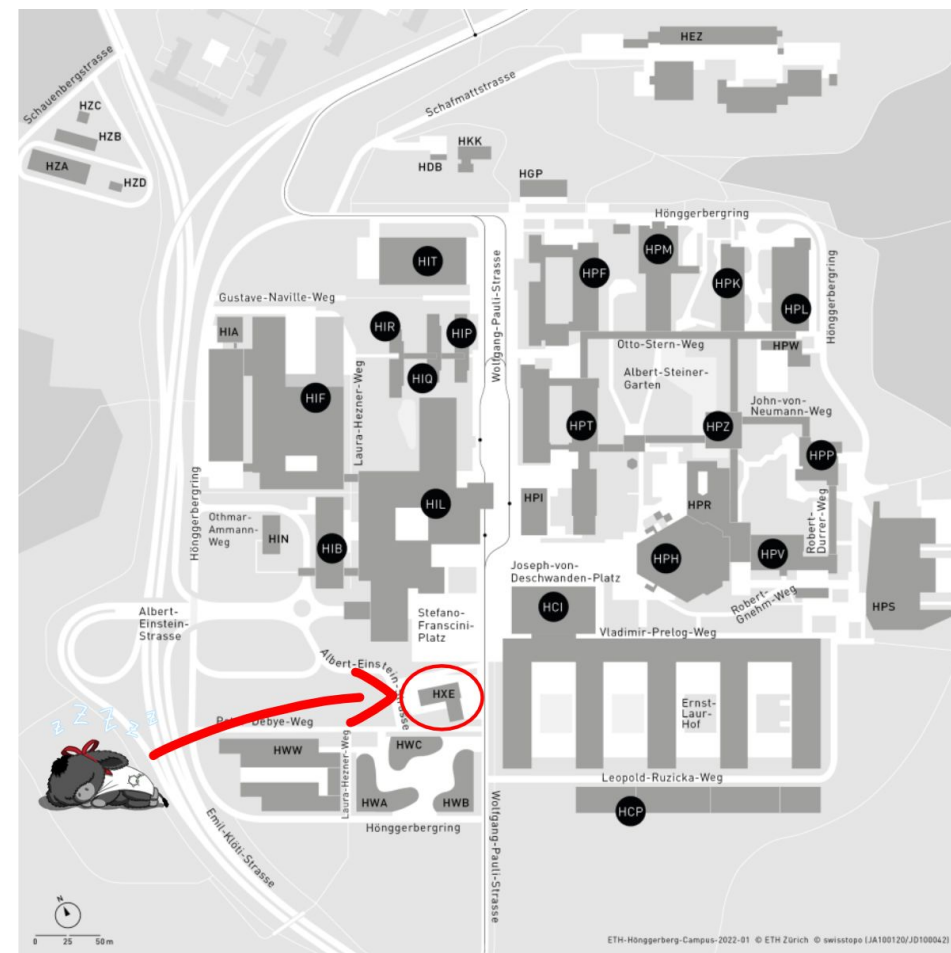 HEZ
Schauenbergstrasse
Schafmattstrasse
HZC
HZB
HZA
HZD
HKK
HDB
HGP
Hönggerbergring
HPM
HIT
HPF
HPK
HPL
Hönggerbergring
Wolfgang-Pauli-Strasse
Gustave-Naville-Weg
HIA
HIR
HIP
Otto-Stern-Weg
HPW
HIQ
Albert-Steiner-
Garten
HIF
Laura-Hezner-Weg
John-von-
Neumann-Weg
HPT
HPZ
HPP
Hönggerbergring
HIL
HPI
HPR
Robert-
Durrer-Weg
Othmar-
Ammann-
Weg
HIN
HIB
HPH
HPV
Joseph-von-
Deschwanden-Platz
Robert-
Gnehm-Weg
HPS
HCI
Albert-
Einstein-
Strasse
Stefano-
Franscini-
Platz
Vladimir-Prelog-Weg
Albert-Einstein-Strasse
HXE
Ernst-
Laur-
Hof
z z z z z
Debye-Weg
HWW
Laura-Hezner-Weg
HWC
Leopold-Ruzicka-Weg
HWA
HWB
HCP
Hönggerbergring
Emil-Klöti-Strasse
Wolfgang-Pauli-Strasse
N
0 25 50 m
ETH-Hönggerberg-Campus-2022-01 © ETH Zürich © swisstopo (JA100120/JD100042)